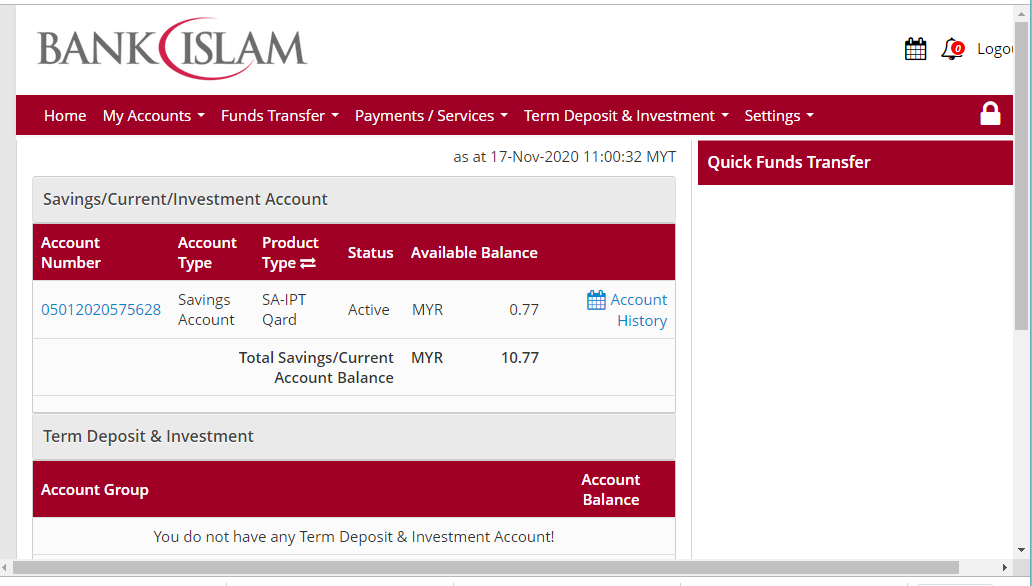 BANK ISLAM
0
Logou
Home My Accounts Funds Transfer Payments / Services Term Deposit & Investment Settings
as at 17-Nov-2020 11:00:32 MYT
Quick Funds Transfer
Savings/Current/Investment Account
Account Number Account Type Product Type Status Available Balance
05012020575628 Savings Account SA-IPT Qard Active MYR 0.77 Account History
Total Savings/Current Account Balance MYR 10.77
Term Deposit & Investment
Account Group Account Balance
You do not have any Term Deposit & Investment Account!